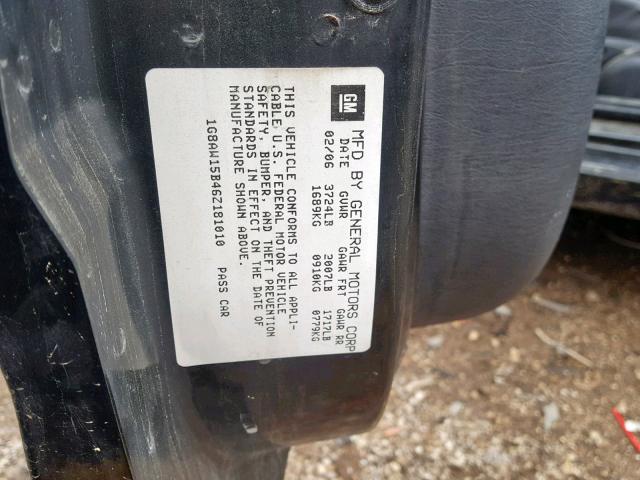 GM MFD BY GENERAL MOTORS CORP
DATE GVWR GAWR FRT GAWR RR
02/06 3724LB 2007LB 1717LB
1689KG 0910KG 0779KG
THIS VEHICLE CONFORMS TO ALL APPLI-
CABLE U.S. FEDERAL MOTOR VEHICLE
SAFETY, BUMPER, AND THEFT PREVENTION
STANDARDS IN EFFECT ON THE DATE OF
MANUFACTURE SHOWN ABOVE.
1G8AW15B46Z181010 PASS CAR